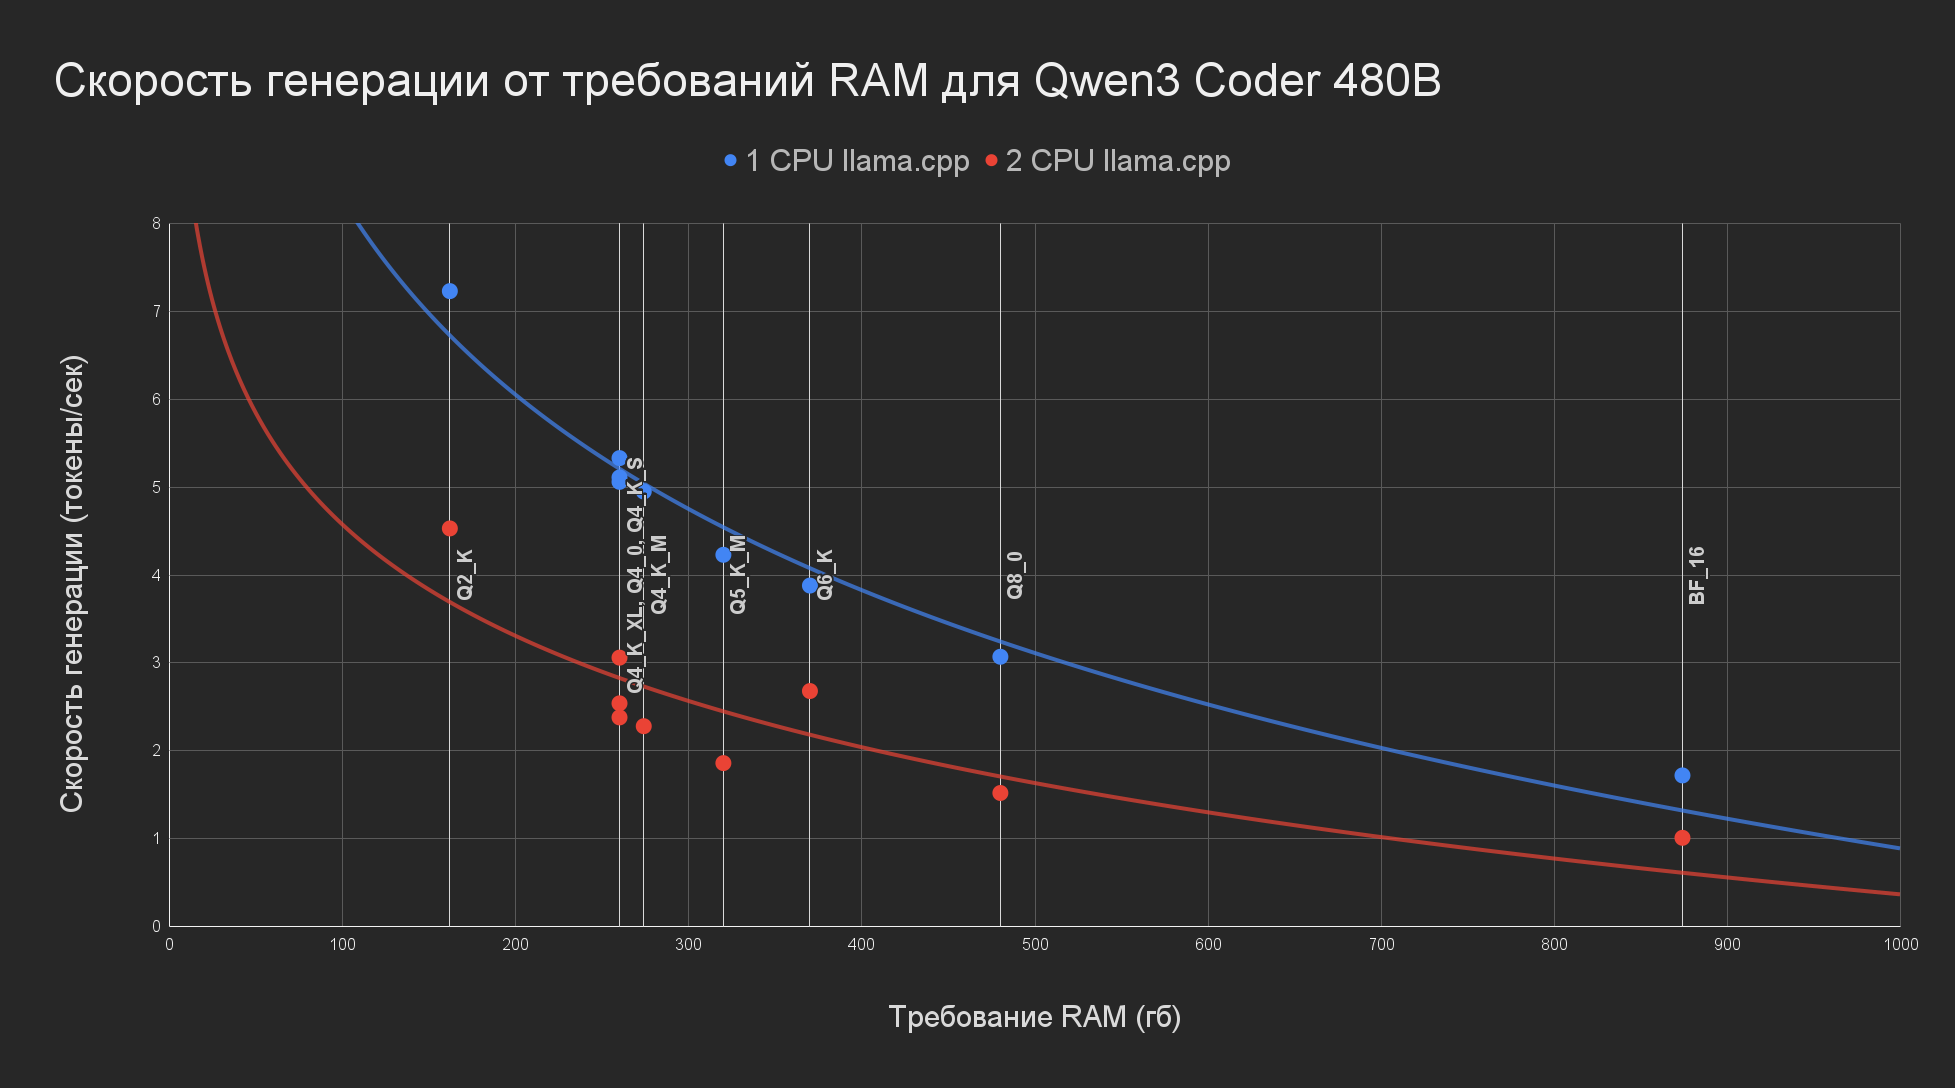 Скорость генерации от требований RAM для Qwen3 Coder 480B
1 CPU llama.cpp
2 CPU llama.cpp
Скорость генерации (токены/сек)
8
7
6
5
4
3
2
1
0
Q2_K
Q4_K_XL, Q4_0, Q4_K_S
Q4_K_M
Q5_K_M
Q6_K
Q8_0
BF_16
0
100
200
300
400
500
600
700
800
900
1000
Требование RAM (гб)